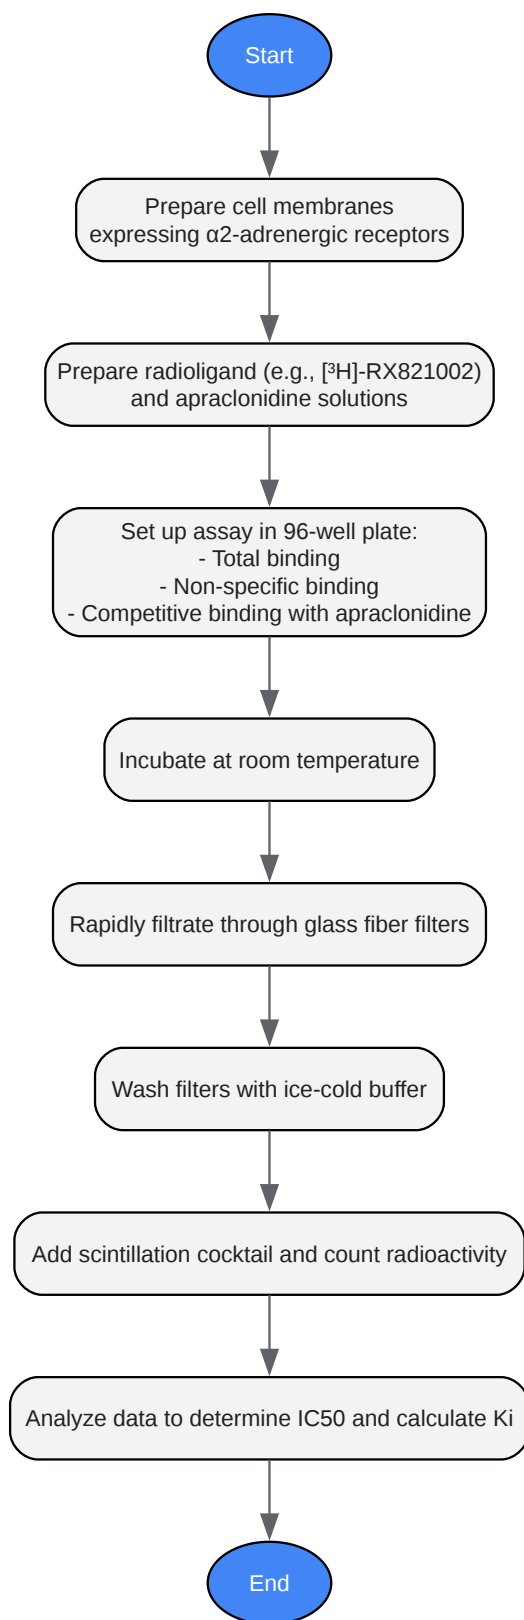 Start
Prepare cell membranes
expressing α2-adrenergic receptors
Prepare radioligand (e.g., [³H]-RX821002)
and apraclonidine solutions
Set up assay in 96-well plate:
- Total binding
- Non-specific binding
- Competitive binding with apraclonidine
Incubate at room temperature
Rapidly filtrate through glass fiber filters
Wash filters with ice-cold buffer
Add scintillation cocktail and count radioactivity
Analyze data to determine IC50 and calculate Ki
End